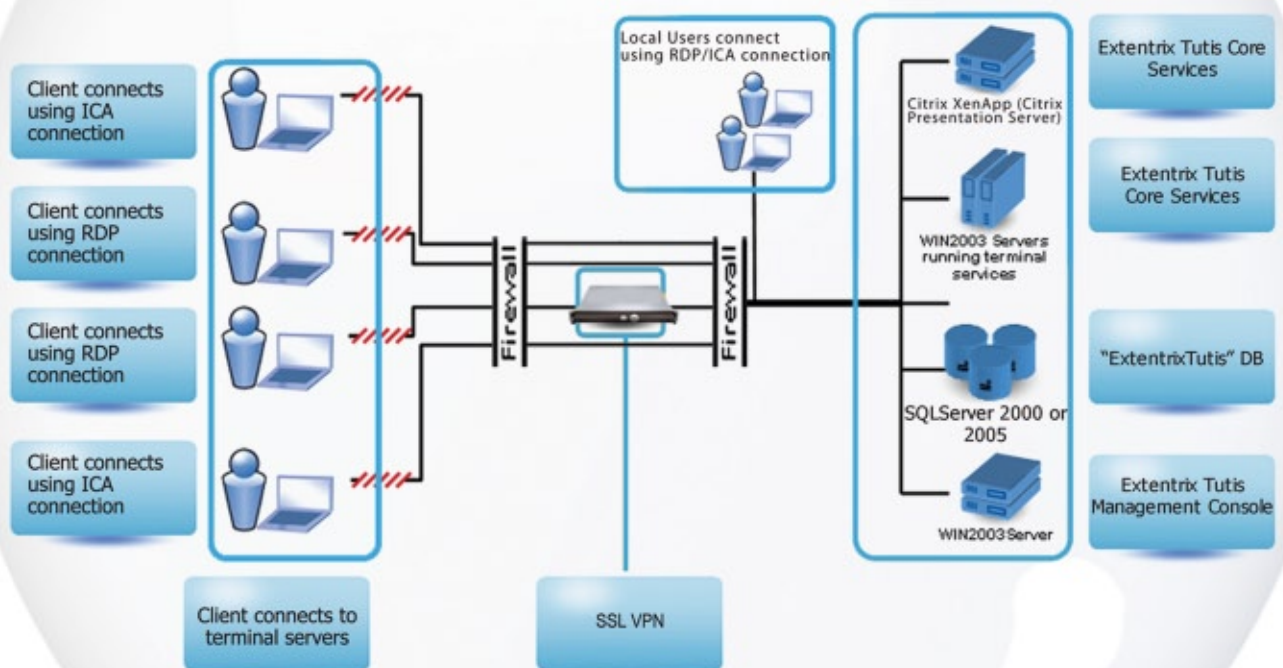 Client connects
using ICA
connection
Client connects
using RDP
connection
Client connects
using RDP
connection
Client connects
using ICA
connection
Client connects to
terminal servers
Firewall
SSL VPN
Firewall
Local Users connect
using RDP/ICA connection
Citrix XenApp (Citrix
Presentation Server)
WIN2003 Servers
running terminal
services
SQLServer 2000 or
2005
WIN2003Server
Extentrix Tutis Core
Services
Extentrix Tutis
Core Services
"ExtentrixTutis" DB
Extentrix Tutis
Management Console